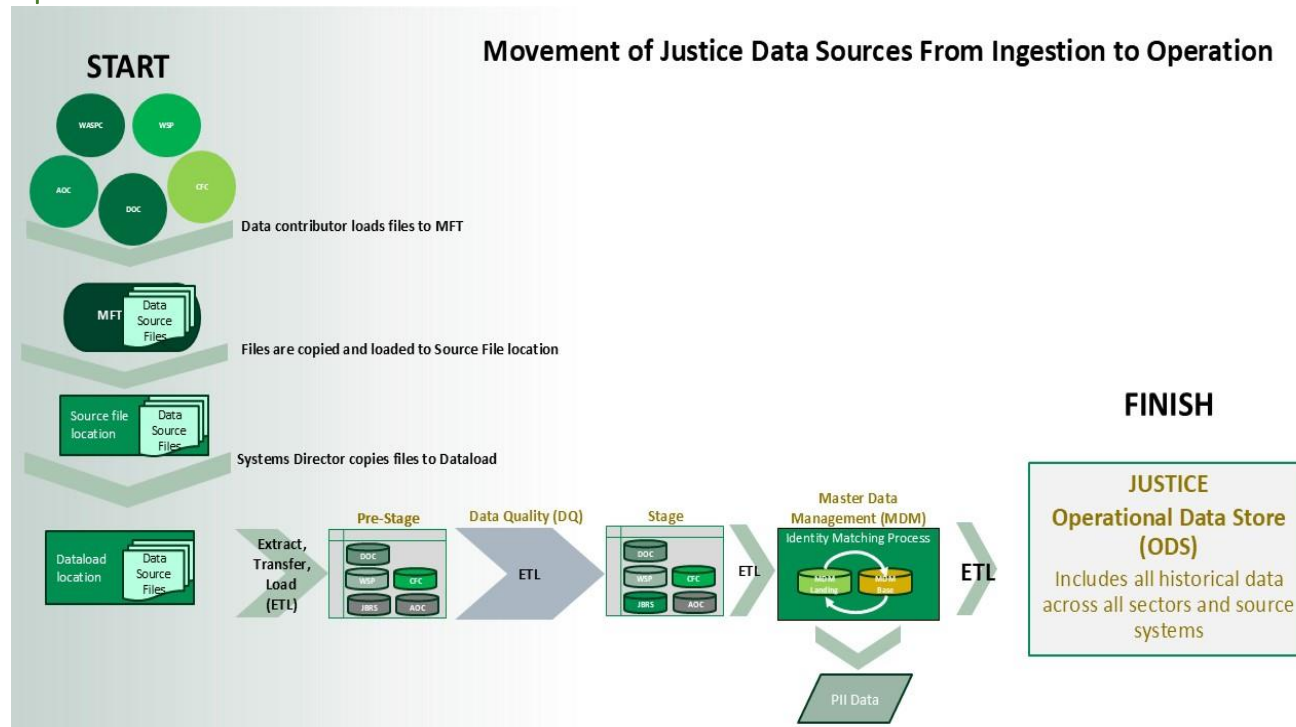 Movement of Justice Data Sources From Ingestion to Operation
START
WASPC
WSP
AOC
DOC
CFC
Data contributor loads files to MFT
MFT
Data
Source
Files
Files are copied and loaded to Source File location
Source file
location
Data
Source
Files
Systems Director copies files to Dataload
Dataload
location
Data
Source
Files
Extract,
Transfer,
Load
(ETL)
Pre-Stage
DOC
WSP
CFC
JBRS
AOC
Data Quality (DQ)
ETL
Stage
DOC
WSP
CFC
JBRS
AOC
ETL
Master Data
Management (MDM)
Identity Matching Process
MDM
Landing
MDM
Base
PII Data
ETL
FINISH
JUSTICE
Operational Data Store
(ODS)
Includes all historical data
across all sectors and source
systems